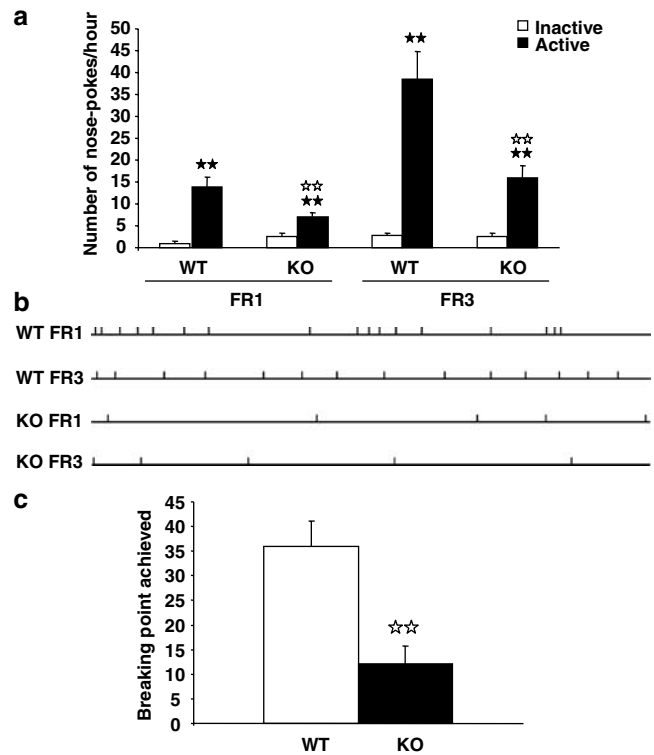 a
Number of nose-pokes/hour
50
45
40
35
30
25
20
15
10
5
0
Inactive
Active
WT
KO
WT
KO
FR1
FR3
b
WT FR1
WT FR3
KO FR1
KO FR3
c
Breaking point achieved
45
40
35
30
25
20
15
10
5
0
WT
KO